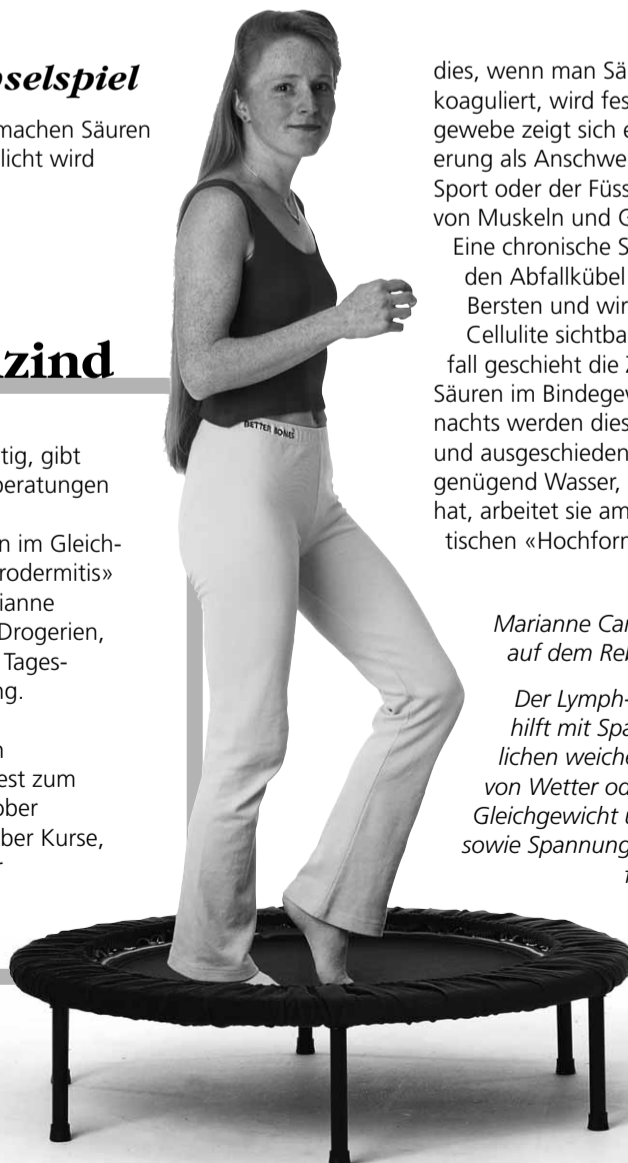 selspiel
machen Säuren
licht wird
zind
tig, gibt
beratungen
n im Gleich-
rodermitis»
ianne
Drogerien,
Tages-
ng.
n
est zum
ober
ber Kurse,
r
BETTER BONES
dies, wenn man Sä
koaguliert, wird fes
gewebe zeigt sich e
erung als Anschwe
Sport oder der Füss
von Muskeln und G
Eine chronische S
den Abfallkübel
Bersten und wir
Cellulite sichtba
fall geschieht die Z
Säuren im Bindegew
nachts werden dies
und ausgeschieden
genügend Wasser,
hat, arbeitet sie am
tischen «Hochforn
Marianne Car
auf dem Reb
Der Lymph-
hilft mit Spa
lichen weiche
von Wetter od
Gleichgewicht u
sowie Spannung
f